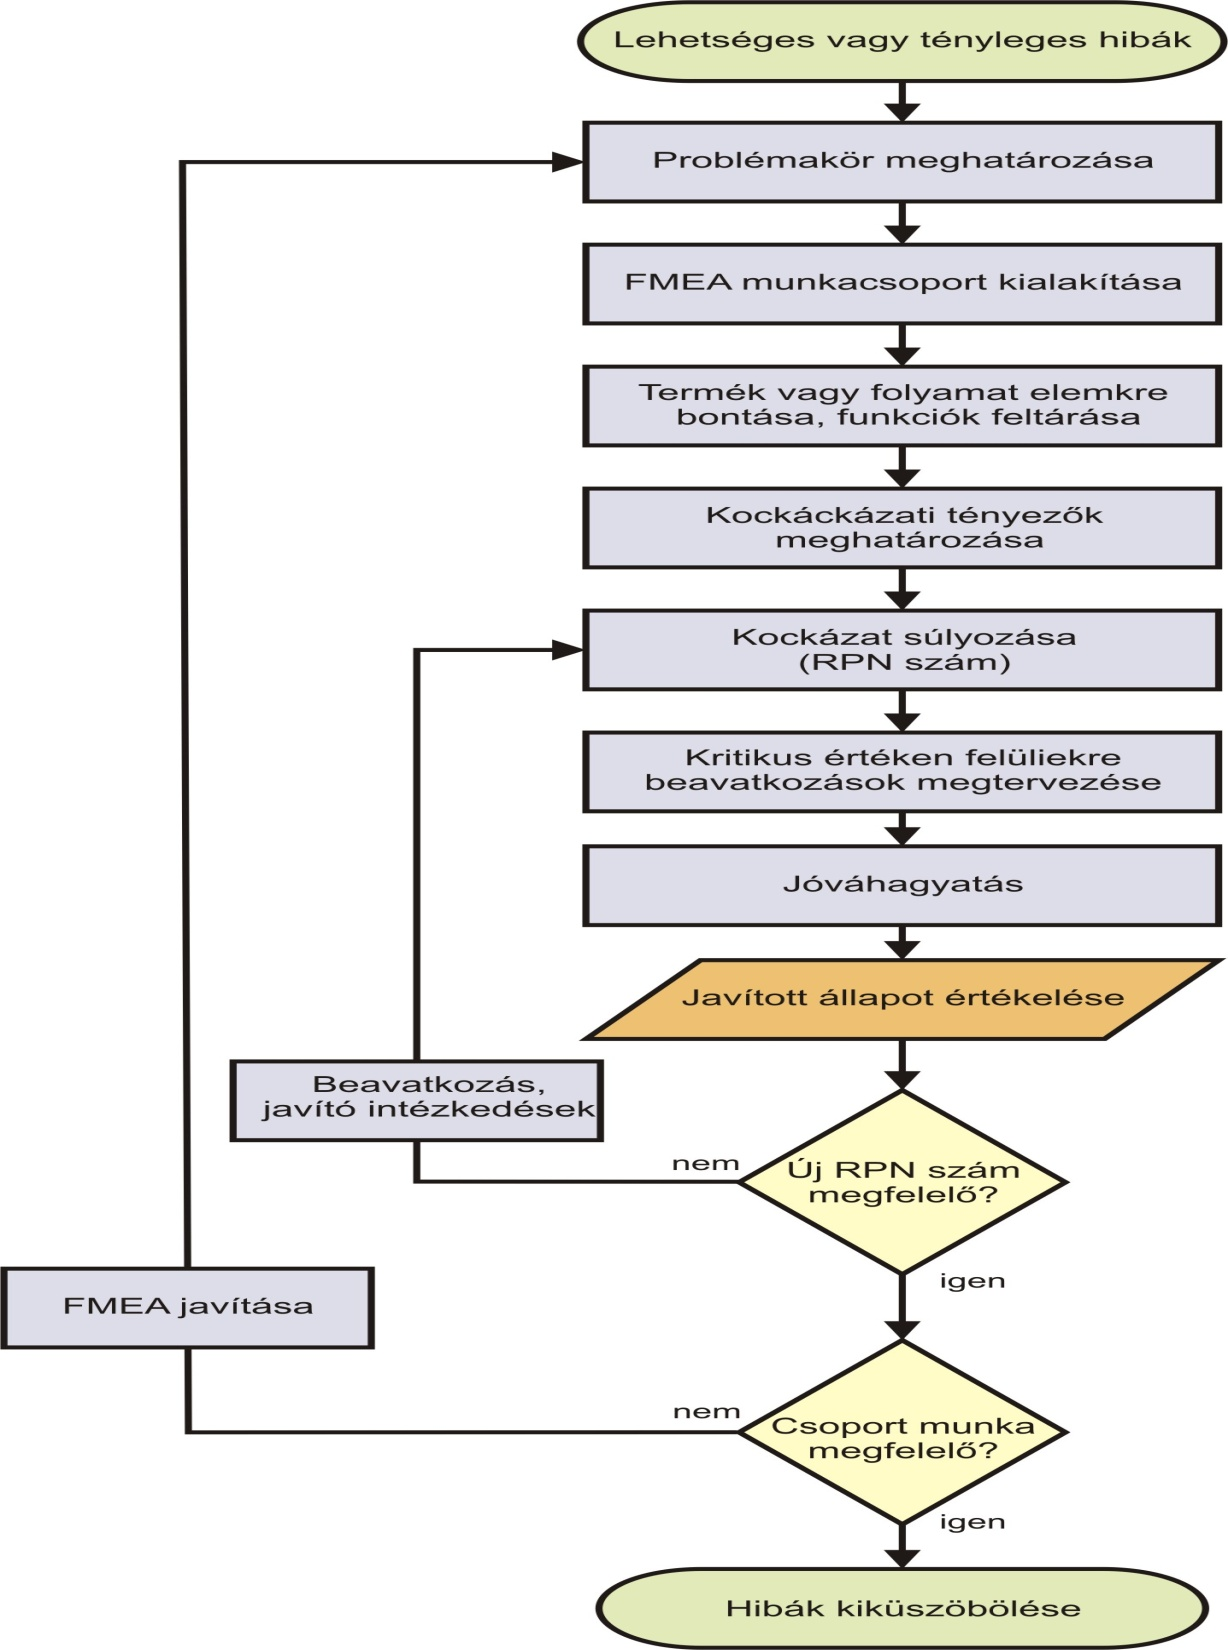 Lehetséges vagy tényleges hibák
Problémakör meghatározása
FMEA munkacsoport kialakítása
Termék vagy folyamat elemkre
bontása, funkciók feltárása
Kockáckázati tényezők
meghatározása
Kockázat súlyozása
(RPN szám)
Kritikus értéken felüliekre
beavatkozások megtervezése
Jóváhagyatás
Javított állapot értékelése
Beavatkozás,
javító intézkedések
nem
Új RPN szám
megfelelő?
igen
FMEA javítása
nem
Csoport munka
megfelelő?
igen
Hibák kiküszöbölése